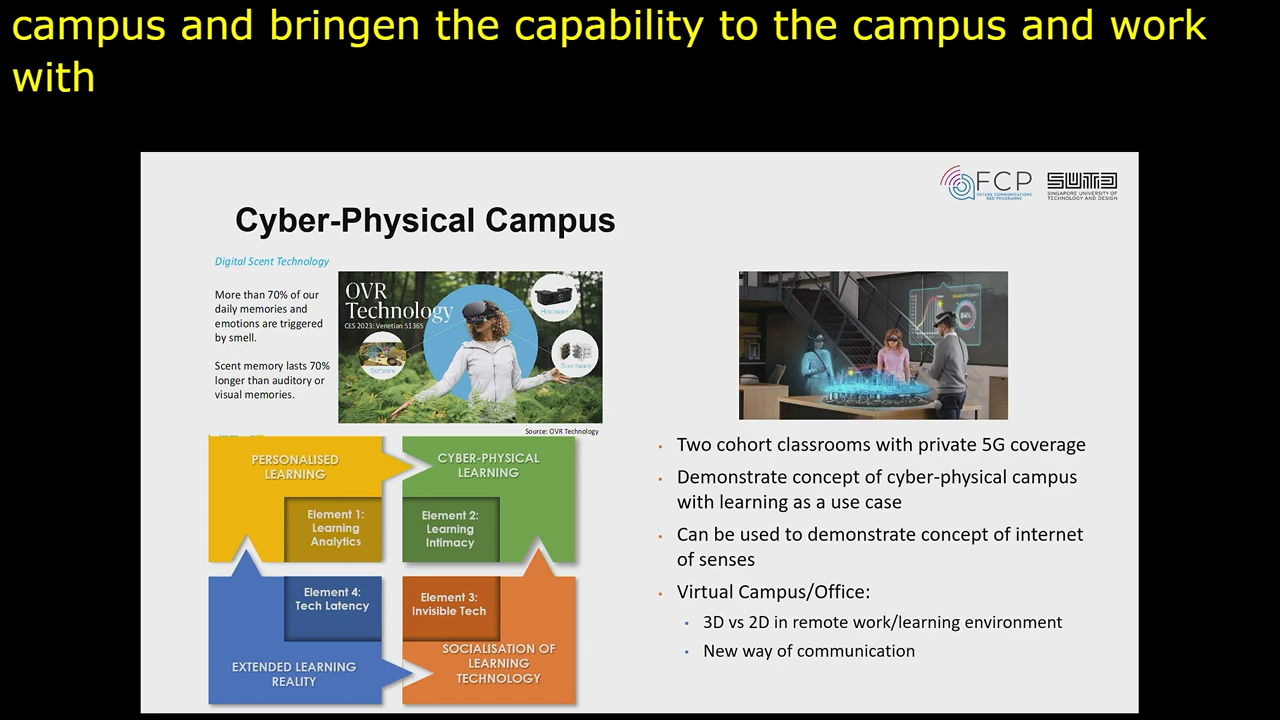 campus and bringen the capability to the campus and work
with
FCP
FUTURE COMMUNICATIONS
R&D PROGRAMME
SUTD
SINGAPORE UNIVERSITY OF
TECHNOLOGY AND DESIGN
Cyber-Physical Campus
Digital Scent Technology
More than 70% of our
daily memories and
emotions are triggered
by smell.
Scent memory lasts 70%
longer than auditory or
visual memories.
OVR
Technology
CES 2023: Venetian 51365
Hardware
Software
Scentware
Source: OVR Technology
84%
PERSONALISED
LEARNING
CYBER-PHYSICAL
LEARNING
Element 1:
Learning
Analytics
Element 2:
Learning
Intimacy
Element 4:
Tech Latency
Element 3:
Invisible Tech
EXTENDED LEARNING
REALITY
SOCIALISATION OF
LEARNING
TECHNOLOGY
Two cohort classrooms with private 5G coverage
Demonstrate concept of cyber-physical campus
with learning as a use case
Can be used to demonstrate concept of internet
of senses
Virtual Campus/Office:
3D vs 2D in remote work/learning environment
New way of communication